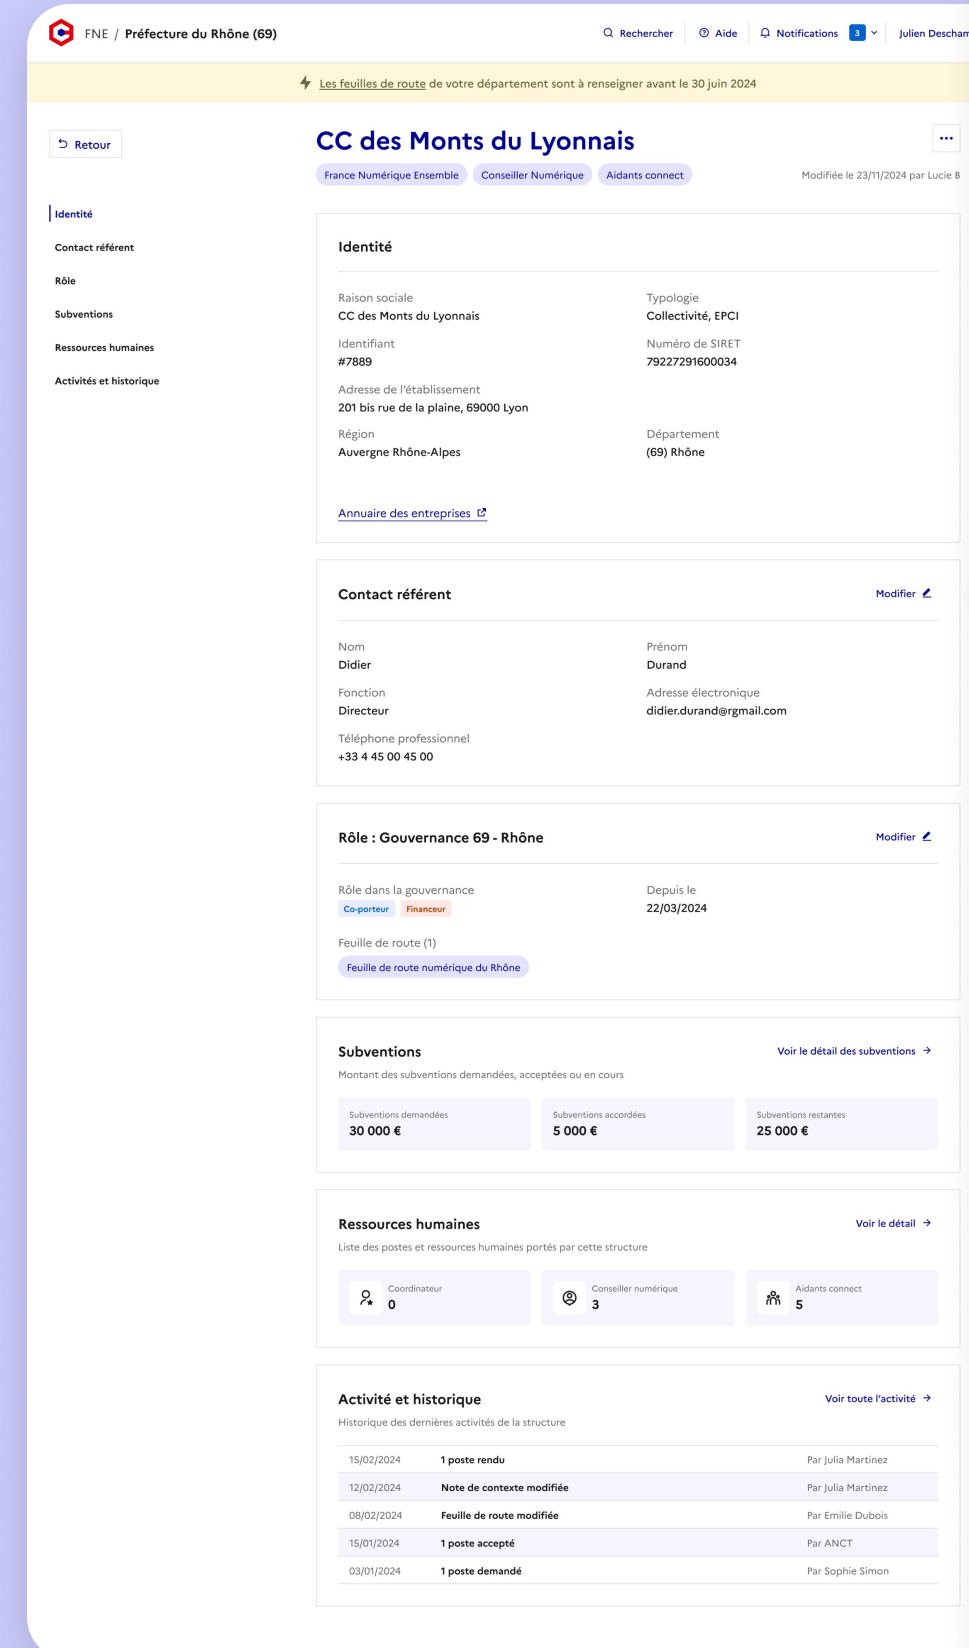 FNE / Préfecture du Rhône (69)
Rechercher
Aide
Notifications 3
Julien Descham
Les feuilles de route de votre département sont à renseigner avant le 30 juin 2024
Retour
Identité
Contact référent
Rôle
Subventions
Ressources humaines
Activités et historique
CC des Monts du Lyonnais
France Numérique Ensemble
Conseiller Numérique
Aidants connect
Modifiée le 23/11/2024 par Lucie B
Identité
Raison sociale
CC des Monts du Lyonnais
Typologie
Collectivité, EPCI
Identifiant
#7889
Numéro de SIRET
79227291600034
Adresse de l'établissement
201 bis rue de la plaine, 69000 Lyon
Région
Auvergne Rhône-Alpes
Département
(69) Rhône
Annuaire des entreprises
Contact référent
Modifier
Nom
Didier
Prénom
Durand
Fonction
Directeur
Adresse électronique
didier.durand@rgmail.com
Téléphone professionnel
+33 4 45 00 45 00
Rôle : Gouvernance 69 - Rhône
Modifier
Rôle dans la gouvernance
Co-porteur
Financeur
Depuis le
22/03/2024
Feuille de route (1)
Feuille de route numérique du Rhône
Subventions
Voir le détail des subventions
Montant des subventions demandées, acceptées ou en cours
Subventions demandées
30 000 €
Subventions accordées
5 000 €
Subventions restantes
25 000 €
Ressources humaines
Voir le détail
Liste des postes et ressources humaines portés par cette structure
Coordinateur
0
Conseiller numérique
3
Aidants connect
5
Activité et historique
Voir toute l'activité
Historique des dernières activités de la structure
15/02/2024 1 poste rendu Par Julia Martinez
12/02/2024 Note de contexte modifiée Par Julia Martinez
08/02/2024 Feuille de route modifiée Par Emilie Dubois
15/01/2024 1 poste accepté Par ANCT
03/01/2024 1 poste demandé Par Sophie Simon